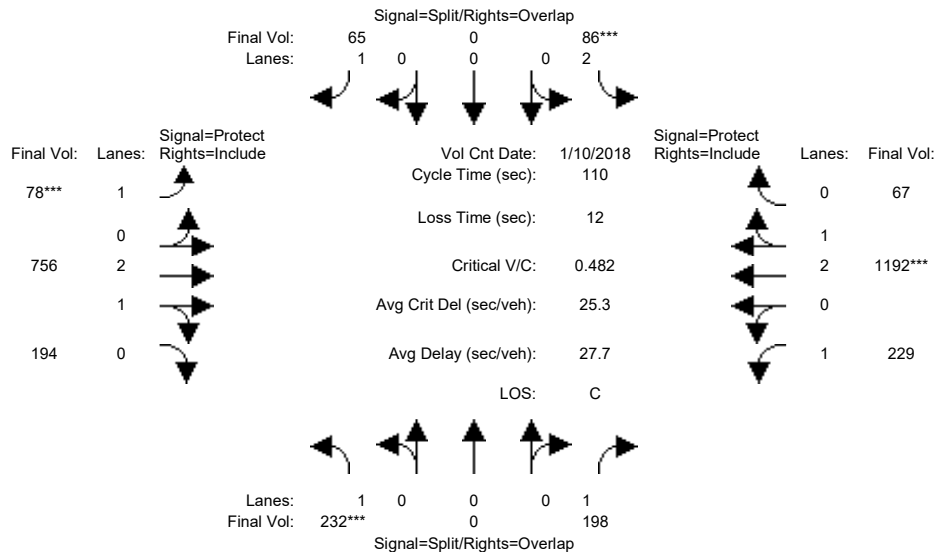 Signal=Split/Rights=Overlap
Final Vol: 65 0 86***
Lanes: 1 0 0 0 2
Signal=Protect Signal=Protect
Final Vol: Lanes: Rights=Include Vol Cnt Date: 1/10/2018 Rights=Include Lanes: Final Vol:
Cycle Time (sec): 110
78*** 1 0 67
Loss Time (sec): 12
0 1
756 2 Critical V/C: 0.482 2 1192***
1 Avg Crit Del (sec/veh): 25.3 0
194 0 Avg Delay (sec/veh): 27.7 1 229
LOS: C
Lanes: 1 0 0 0 1
Final Vol: 232*** 0 198
Signal=Split/Rights=Overlap